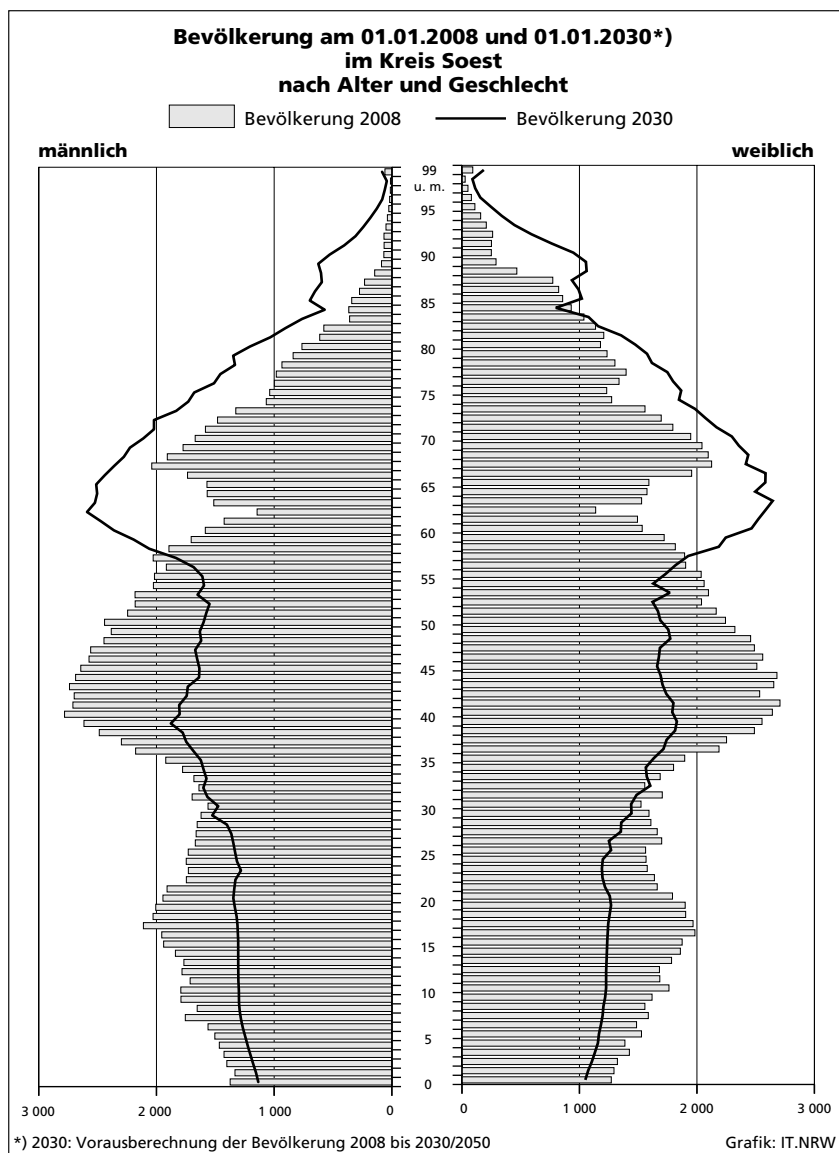 Bevölkerung am 01.01.2008 und 01.01.2030*)
im Kreis Soest
nach Alter und Geschlecht
Bevölkerung 2008 Bevölkerung 2030
männlich weiblich
99
u. m.
95
90
85
80
75
70
65
60
55
50
45
40
35
30
25
20
15
10
5
0
3 000 2 000 1 000 0 0 1 000 2 000 3 000
*) 2030: Vorausberechnung der Bevölkerung 2008 bis 2030/2050 Grafik: IT.NRW